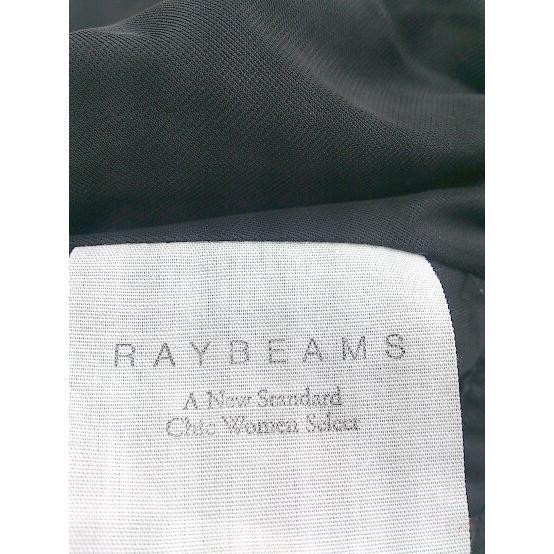 RAYBEAMS
A New Standard
Chic Women Select